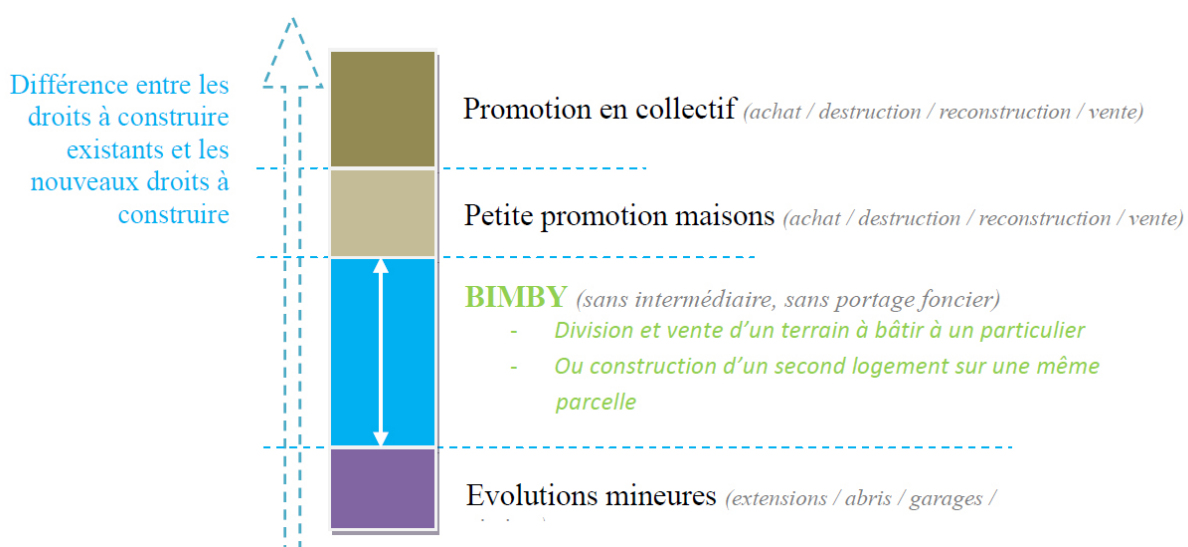 Différence entre les
droits à construire
existants et les
nouveaux droits à
construire
Promotion en collectif (achat / destruction / reconstruction / vente)
Petite promotion maisons (achat / destruction / reconstruction / vente)
BIMBY (sans intermédiaire, sans portage foncier)
- Division et vente d’un terrain à bâtir à un particulier
- Ou construction d’un second logement sur une même
parcelle
Evolutions mineures (extensions / abris / garages /